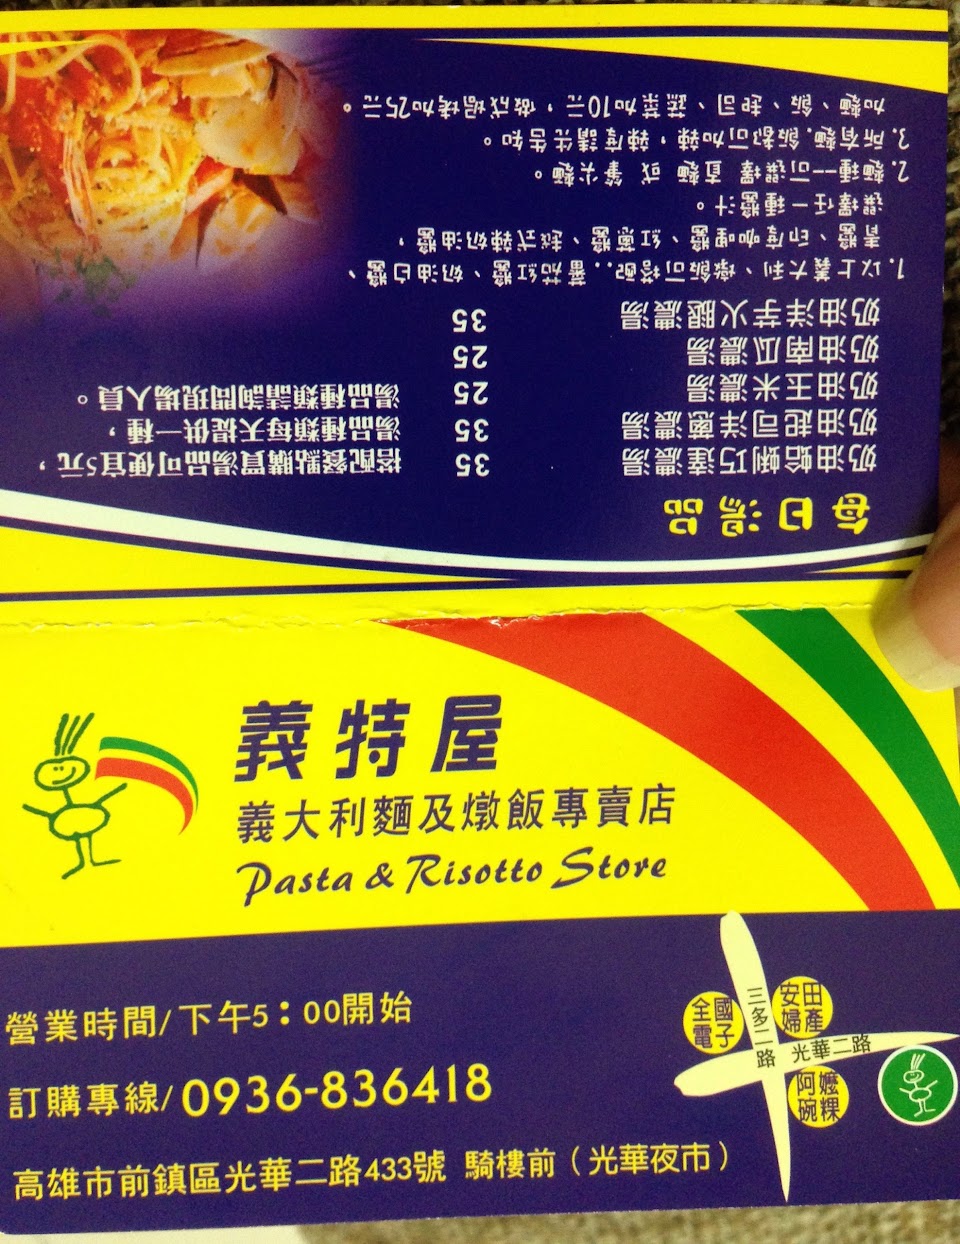 每日湯品
奶油蛤蜊巧達濃湯 35 搭配餐點購買湯品可便宜5元，
奶油起司洋蔥濃湯 35 湯品種類每天提供一種，
奶油玉米濃湯 25 湯品種類請詢問現場人員。
奶油南瓜濃湯 25
奶油洋芋火腿濃湯 35
1.以上義大利、燉飯可搭配..蕃茄紅醬、奶油白醬、
青醬、印度咖哩醬、紅蔥醬、越式辣奶油醬，
選擇任一種醬汁。
2.麵種一可選擇 直麵 或 筆尖麵。
3.所有麵.飯都可加辣，辣度請先告知。
加麵、飯、起司、蔬菜加10元，做成焗烤加25元。
義特屋
義大利麵及燉飯專賣店
Pasta & Risotto Store
營業時間/下午5：00開始
訂購專線/0936-836418
高雄市前鎮區光華二路433號 騎樓前（光華夜市）
全國
電子
三多二路
安田
婦產
光華二路
阿嬤
碗粿